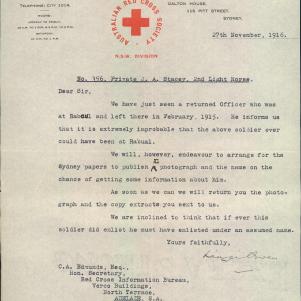 TELEPHONE: CITY 1204.
AUSTRALIAN RED CROSS SOCIETY
N.S.W. DIVISION
DALTON HOUSE,
115 PITT STREET,
SYDNEY.
27th November, 1916.
No. 796. Private J. A. Stacer, 2nd Light Horse.
Dear Sir,
We have just seen a returned Officer who was
at Rabaul and left there in February, 1915. He informs us
that it is extremely improbable that the above soldier ever
could have been at Rabual.
We will, however, endeavour to arrange for the
Sydney papers to publish photograph and the name on the
chance of getting some information about him.
As soon as we can we will return you the photo-
graph and the copy extracts you sent to us.
We are inclined to think that if ever this
soldier did enlist he must have enlisted under an assumed name.
Yours faithfully,
C.A. Edmunds, Esq.,
Hon. Secretary,
Red Cross Information Bureau,
Verco Buildings,
North Terrace,
ADELAIDE, S.A.